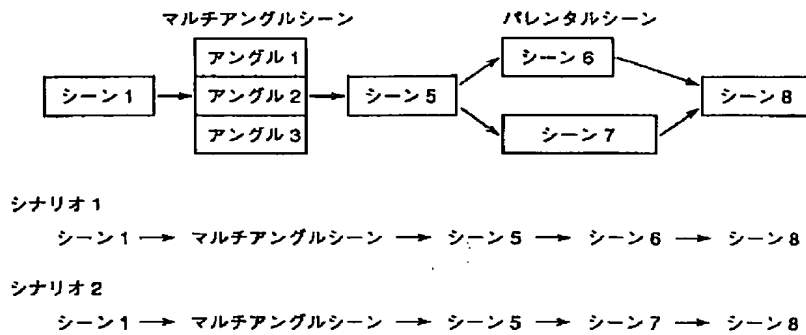 マルチアングルシーン パレンタルシーン
アングル1
シーン6
シーン1 アングル2 シーン5 シーン8
アングル3 シーン7
シナリオ1
シーン1 → マルチアングルシーン → シーン5 → シーン6 → シーン8
シナリオ2
シーン1 → マルチアングルシーン → シーン5 → シーン7 → シーン8